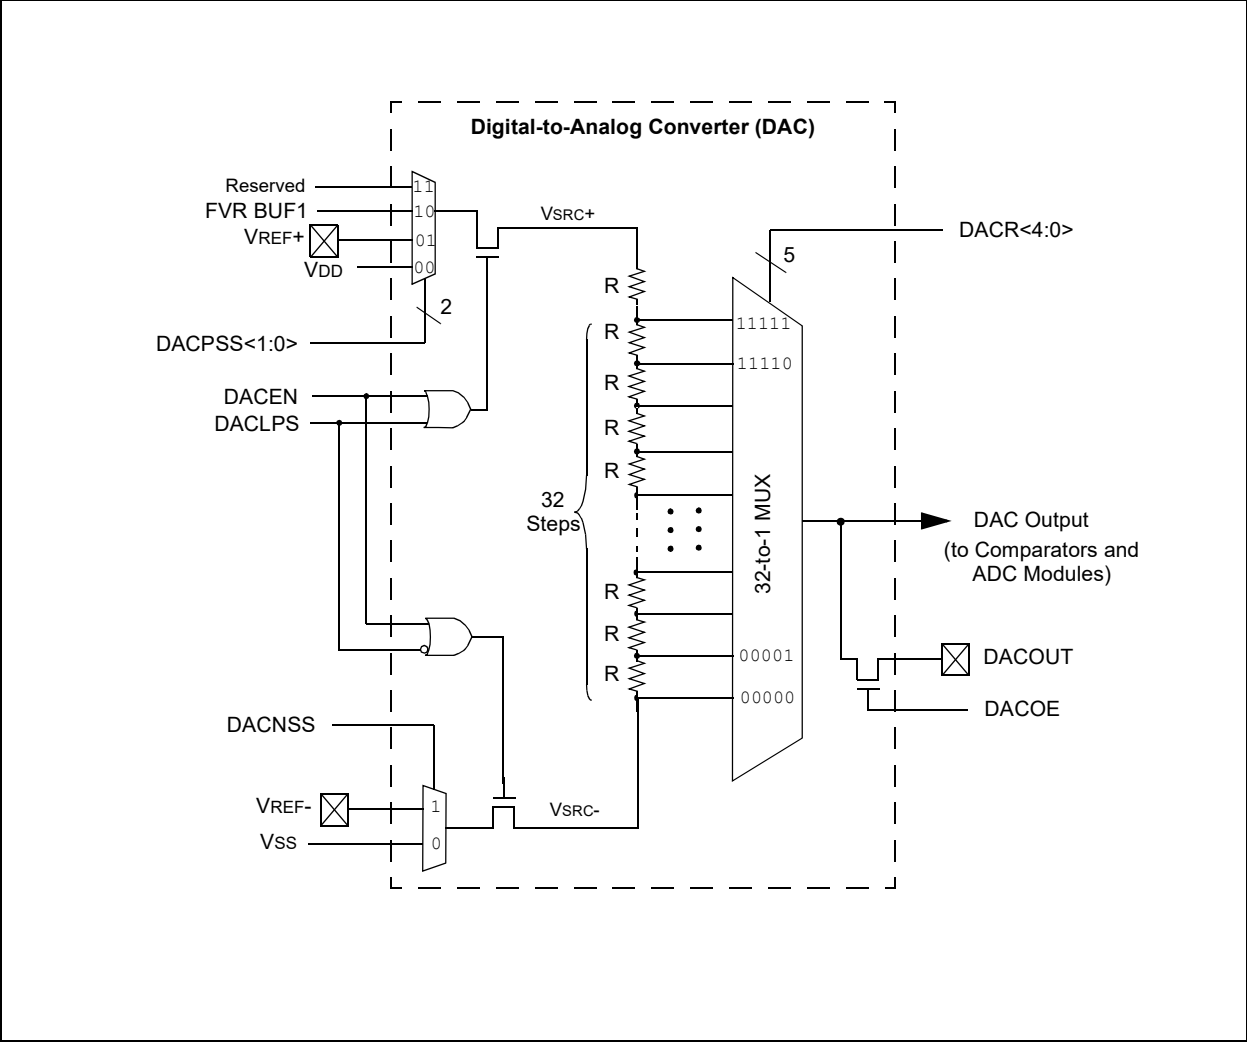 Digital-to-Analog Converter (DAC)
Reserved
11
FVR BUF1
10
VREF+
01
VDD
00
VSRC+
DACR<4:0>
5
2
DACPSS<1:0>
DACEN
DACLPS
R
R
R
R
R
11111
11110
32
Steps
32-to-1 MUX
DAC Output
(to Comparators and
ADC Modules)
R
R
R
00001
00000
DACOUT
DACOE
DACNSS
VREF-
1
VSS
0
VSRC-